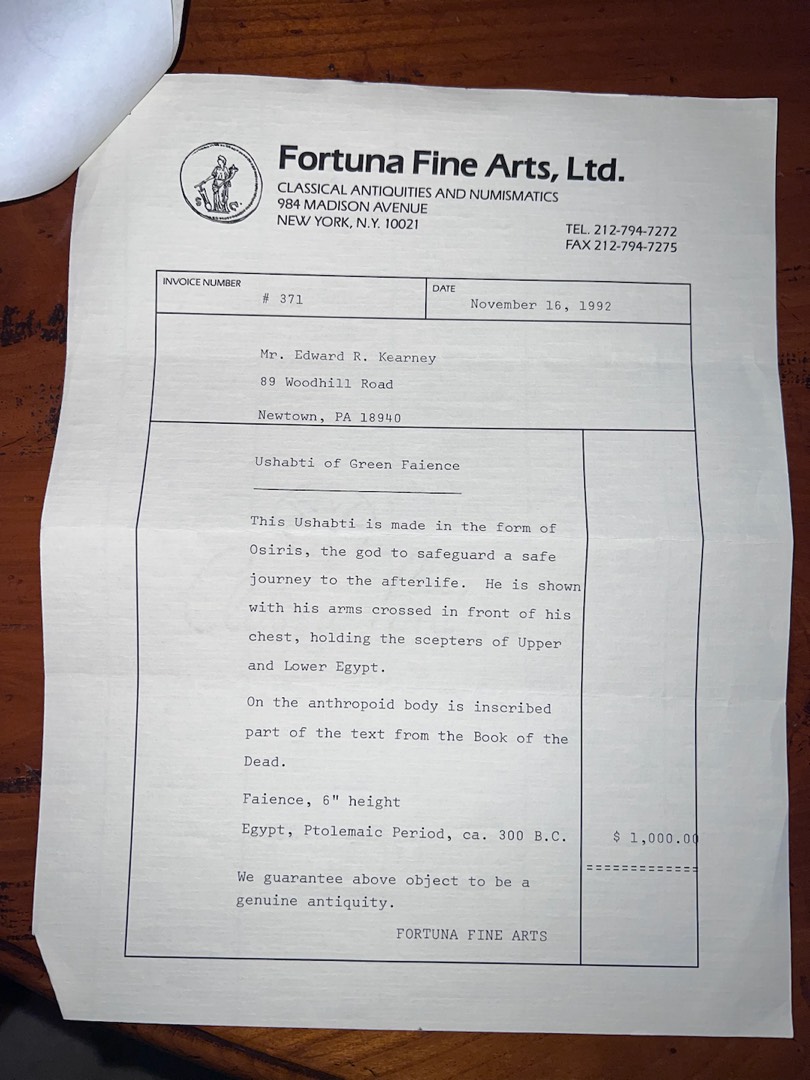 Fortuna Fine Arts, Ltd.
CLASSICAL ANTIQUITIES AND NUMISMATICS
984 MADISON AVENUE
NEW YORK, N.Y. 10021
TEL. 212-794-7272
FAX 212-794-7275
INVOICE NUMBER
# 371
DATE
November 16, 1992
Mr. Edward R. Kearney
89 Woodhill Road
Newtown, PA 18940
Ushabti of Green Faience
This Ushabti is made in the form of
Osiris, the god to safeguard a safe
journey to the afterlife. He is shown
with his arms crossed in front of his
chest, holding the scepters of Upper
and Lower Egypt.
On the anthropoid body is inscribed
part of the text from the Book of the
Dead.
Faience, 6" height
Egypt, Ptolemaic Period, ca. 300 B.C. $ 1,000.00
=============
We guarantee above object to be a
genuine antiquity.
FORTUNA FINE ARTS